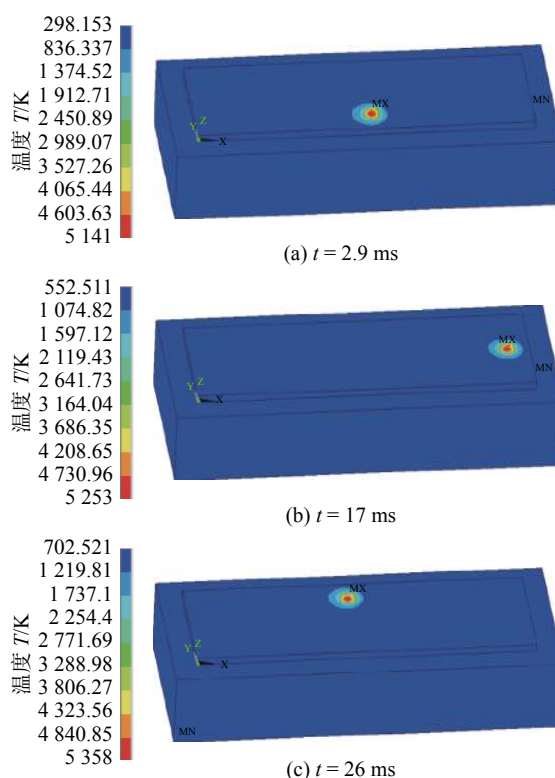 298.153
836.337
1 374.52
1 912.71
2 450.89
2 989.07
3 527.26
4 065.44
4 603.63
5 141
温度 T/K
MX
MN
Y Z
X
(a) t = 2.9 ms
552.511
1 074.82
1 597.12
2 119.43
2 641.73
3 164.04
3 686.35
4 208.65
4 730.96
5 253
温度 T/K
MX
MN
Y Z
X
(b) t = 17 ms
702.521
1 219.81
1 737.1
2 254.4
2 771.69
3 288.98
3 806.27
4 323.56
4 840.85
5 358
温度 T/K
MX
Y Z
X
MN
(c) t = 26 ms